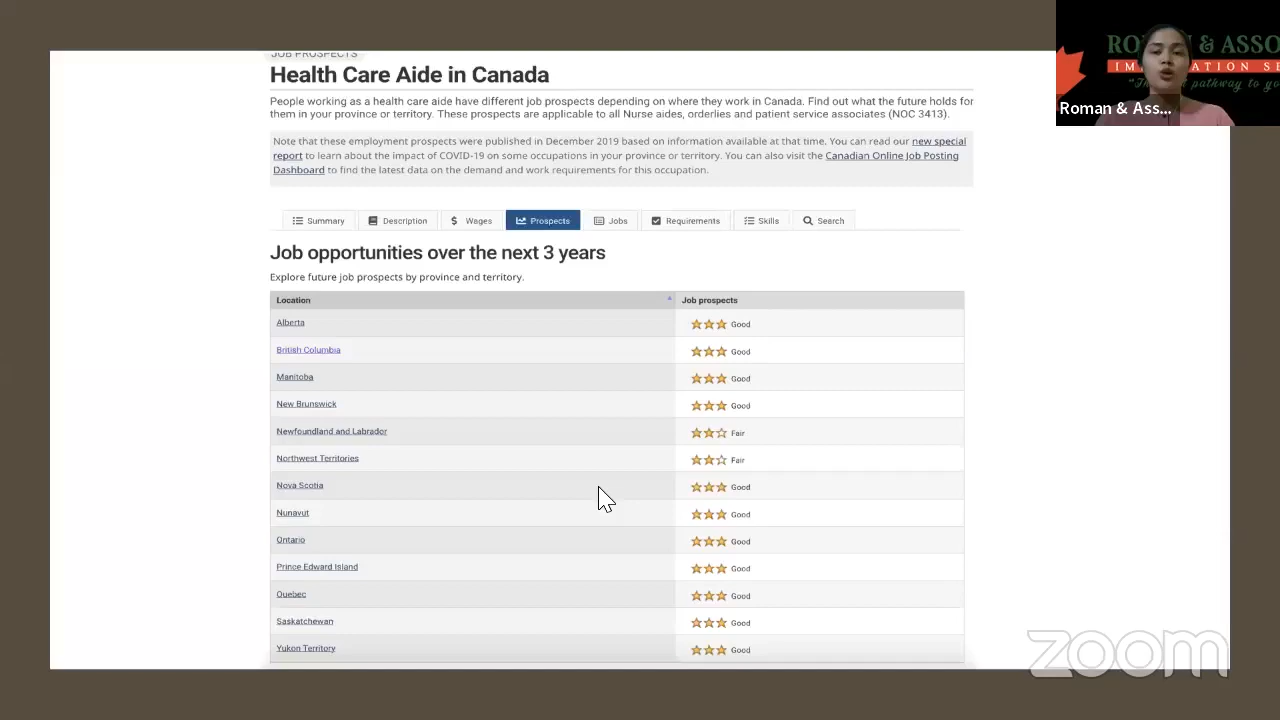 JOB PROSPECTS
Health Care Aide in Canada
People working as a health care aide have different job prospects depending on where they work in Canada. Find out what the future holds for
them in your province or territory. These prospects are applicable to all Nurse aides, orderlies and patient service associates (NOC 3413).
Note that these employment prospects were published in December 2019 based on information available at that time. You can read our new special
report to learn about the impact of COVID-19 on some occupations in your province or territory. You can also visit the Canadian Online Job Posting
Dashboard to find the latest data on the demand and work requirements for this occupation.
Summary Description $ Wages Prospects Jobs Requirements Skills Search
Job opportunities over the next 3 years
Explore future job prospects by province and territory.
Location Job prospects
Alberta Good
British Columbia Good
Manitoba Good
New Brunswick Good
Newfoundland and Labrador Fair
Northwest Territories Fair
Nova Scotia Good
Nunavut Good
Ontario Good
Prince Edward Island Good
Quebec Good
Saskatchewan Good
Yukon Territory Good
& ASSO
pathway to yo
Roman & Ass...
zoom